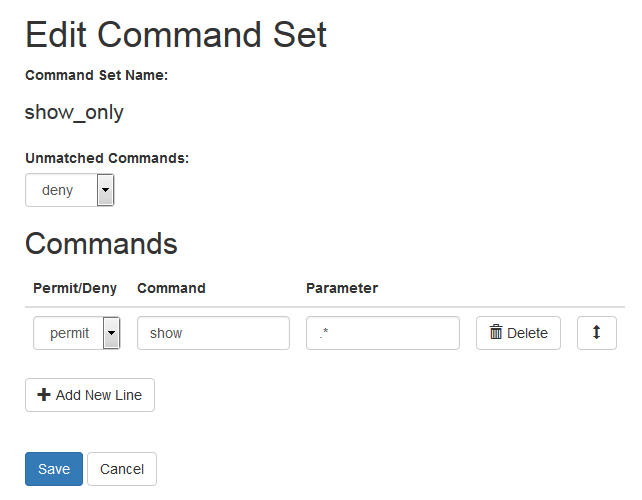 Edit Command Set
Command Set Name:
show_only
Unmatched Commands:
deny
Commands
Permit/Deny Command Parameter
permit show .* Delete
Add New Line
Save Cancel